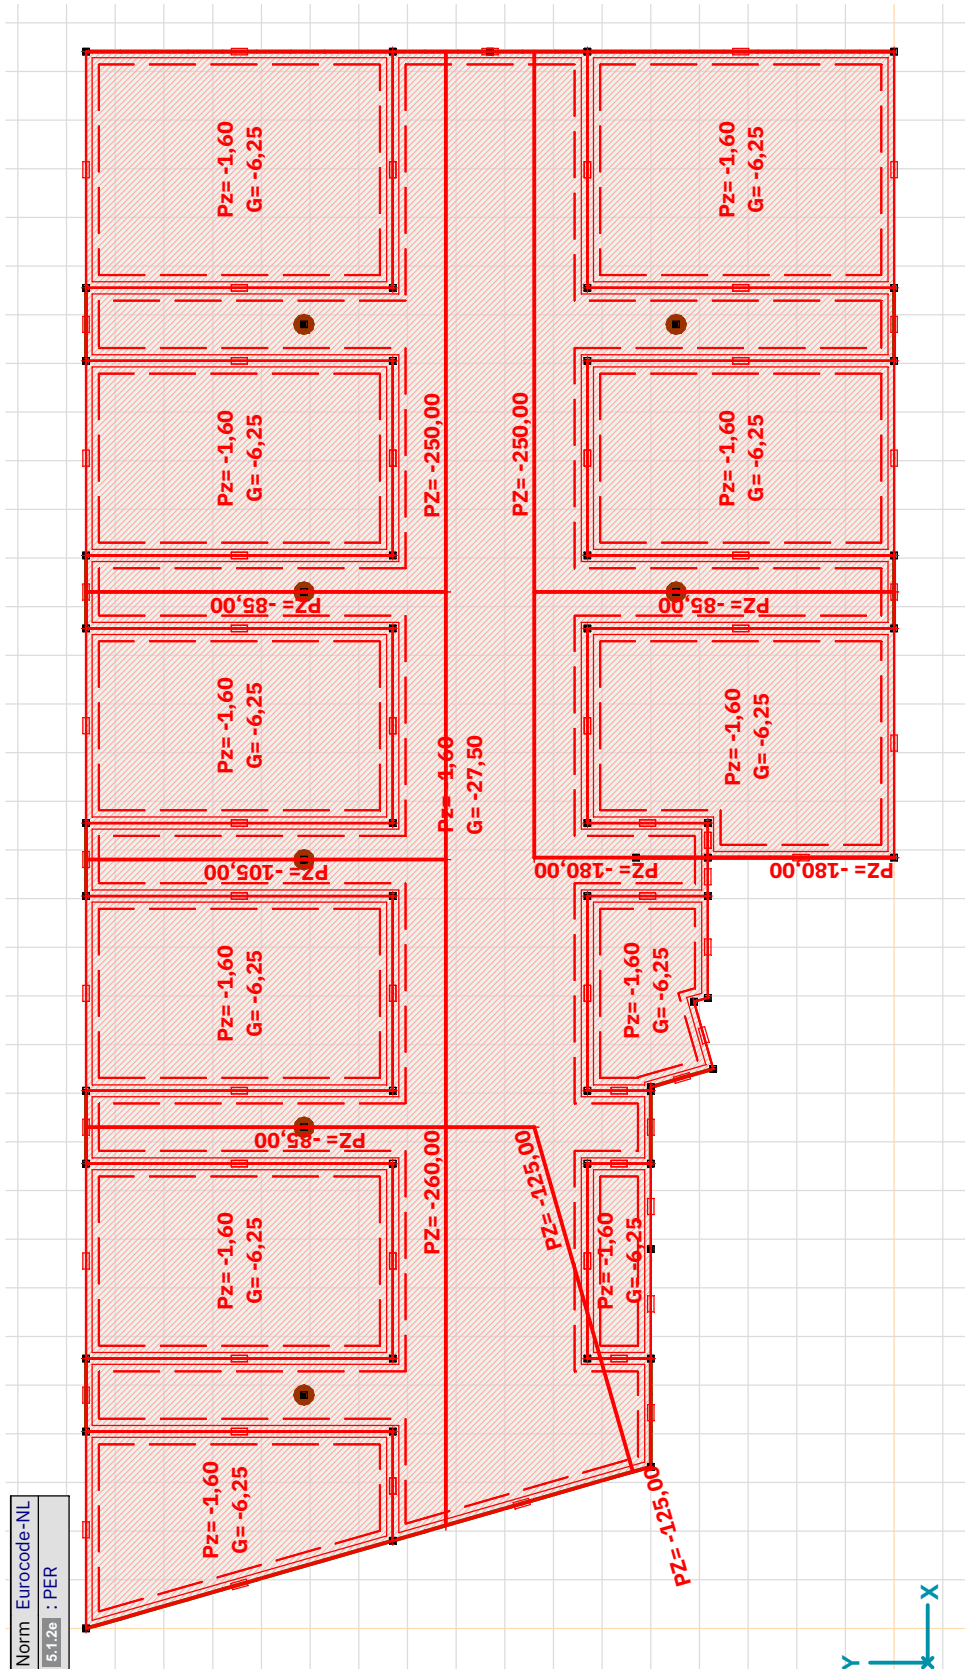 Pz= -1,60
G= -6,25
Pz= -1,60
G= -6,25
Pz= -1,60
G= -6,25
Pz= -1,60
G= -6,25
PZ= -250,00
PZ= -250,00
PZ= -85,00
PZ= -85,00
Pz= -1,60
G= -6,25
Pz= -1,60
G= -27,50
Pz= -1,60
G= -6,25
PZ= -105,00
PZ= -180,00
PZ= -180,00
Pz= -1,60
G= -6,25
Pz= -1,60
G= -6,25
PZ= -85,00
PZ= -260,00
PZ= -125,00
Pz= -1,60
G= -6,25
Pz= -1,60
G= -6,25
Pz= -1,60
G= -6,25
PZ= -125,00
Norm Eurocode-NL
5.1.2e : PER
Y
X